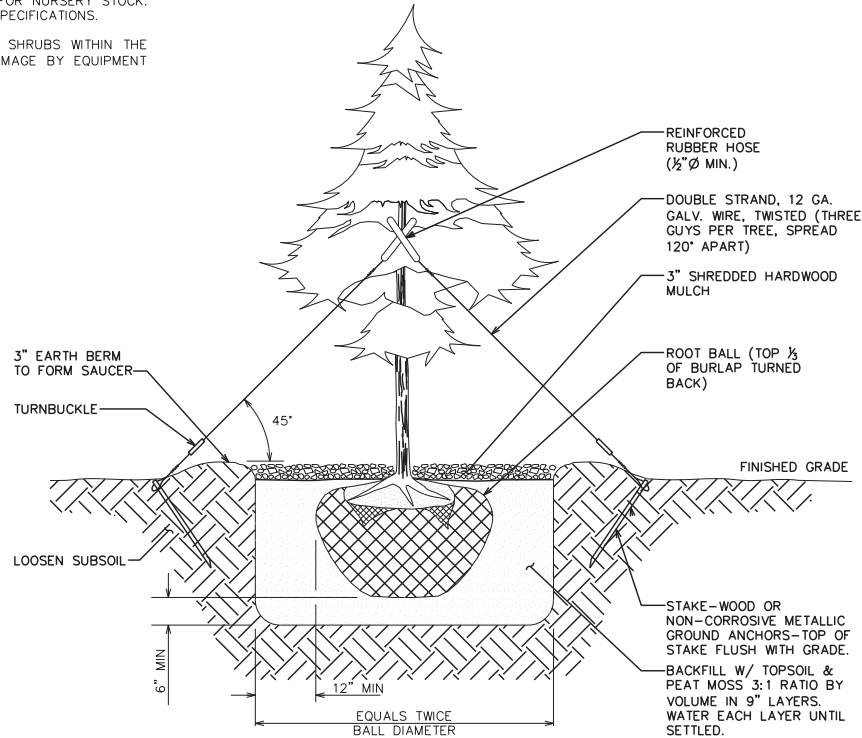 FOR NURSERY STOCK.
PECIFICATIONS.
SHRUBS WITHIN THE
MAGE BY EQUIPMENT
REINFORCED
RUBBER HOSE
(½"Ø MIN.)
DOUBLE STRAND, 12 GA.
GALV. WIRE, TWISTED (THREE
GUYS PER TREE, SPREAD
120° APART)
3" SHREDDED HARDWOOD
MULCH
ROOT BALL (TOP ⅓
OF BURLAP TURNED
BACK)
3" EARTH BERM
TO FORM SAUCER
TURNBUCKLE
45°
FINISHED GRADE
LOOSEN SUBSOIL
STAKE-WOOD OR
NON-CORROSIVE METALLIC
GROUND ANCHORS-TOP OF
STAKE FLUSH WITH GRADE.
BACKFILL W/ TOPSOIL &
PEAT MOSS 3:1 RATIO BY
VOLUME IN 9" LAYERS.
WATER EACH LAYER UNTIL
SETTLED.
6" MIN
12" MIN
EQUALS TWICE
BALL DIAMETER